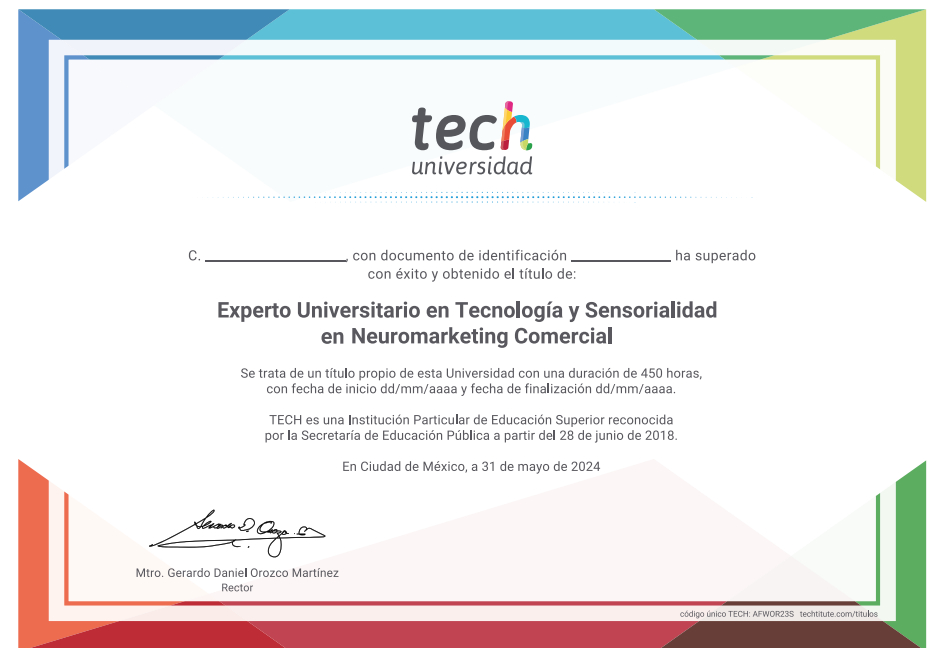 tech
universidad
C. ____________, con documento de identificación ____________ ha superado
con éxito y obtenido el título de:
Experto Universitario en Tecnología y Sensorialidad
en Neuromarketing Comercial
Se trata de un título propio de esta Universidad con una duración de 450 horas,
con fecha de inicio dd/mm/aaaa y fecha de finalización dd/mm/aaaa.
TECH es una Institución Particular de Educación Superior reconocida
por la Secretaría de Educación Pública a partir del 28 de junio de 2018.
En Ciudad de México, a 31 de mayo de 2024
Mtro. Gerardo Daniel Orozco Martínez
Rector
código único TECH: AFWOR23S techtitute.com/titulos